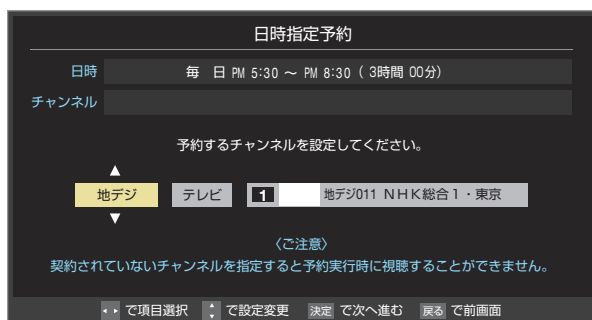 日時指定予約
日時 毎 日 PM 5:30 ～ PM 8:30 ( 3時間 00分)
チャンネル
予約するチャンネルを設定してください。
地デジ テレビ 1 地デジ011 ＮＨＫ総合１・東京
〈ご注意〉
契約されていないチャンネルを指定すると予約実行時に視聴することができません。
で項目選択 で設定変更 決定 で次へ進む 戻る で前画面